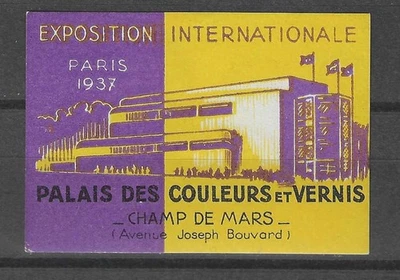 EXPOSITION INTERNATIONALE
PARIS
1937
PALAIS DES COULEURS ET VERNIS
_ CHAMP DE MARS _
(Avenue Joseph Bouvard)